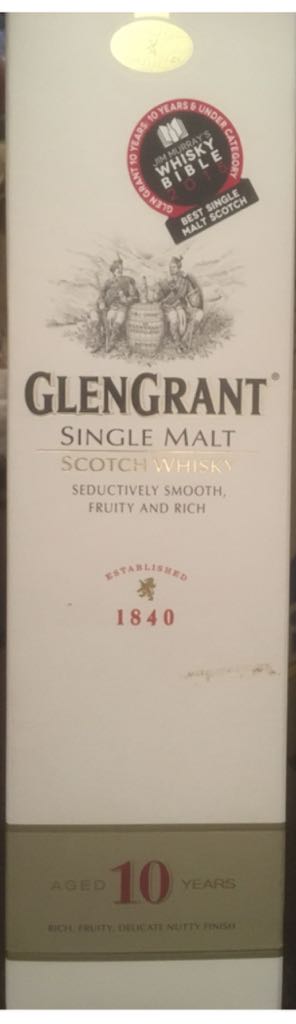 GLEN GRANT 10 YEARS, 10 YEARS & UNDER CATEGORY
JIM MURRAY'S
WHISKY
BIBLE
BEST SINGLE
MALT SCOTCH
GLENGRANT®
SINGLE MALT
SCOTCH WHISKY
SEDUCTIVELY SMOOTH,
FRUITY AND RICH
ESTABLISHED
1840
AGED 10 YEARS
RICH, FRUITY, DELICATE NUTTY FINISH